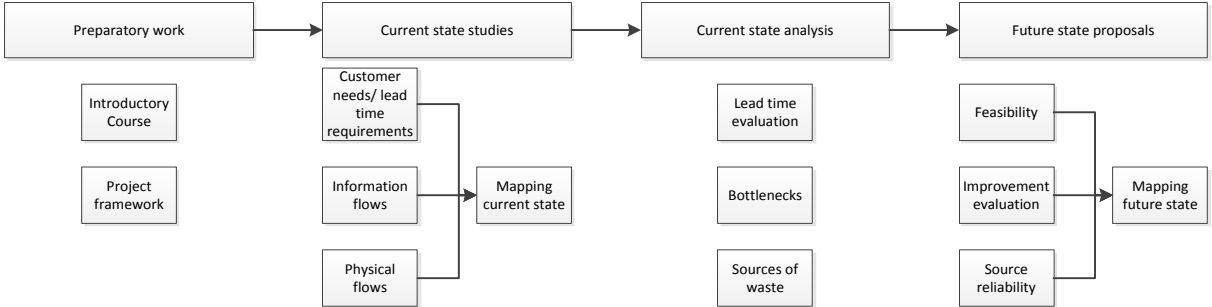 Preparatory work
Current state studies
Current state analysis
Future state proposals
Introductory
Course
Project
framework
Customer
needs/ lead
time
requirements
Information
flows
Physical
flows
Mapping
current state
Lead time
evaluation
Bottlenecks
Sources of
waste
Feasibility
Improvement
evaluation
Source
reliability
Mapping
future state